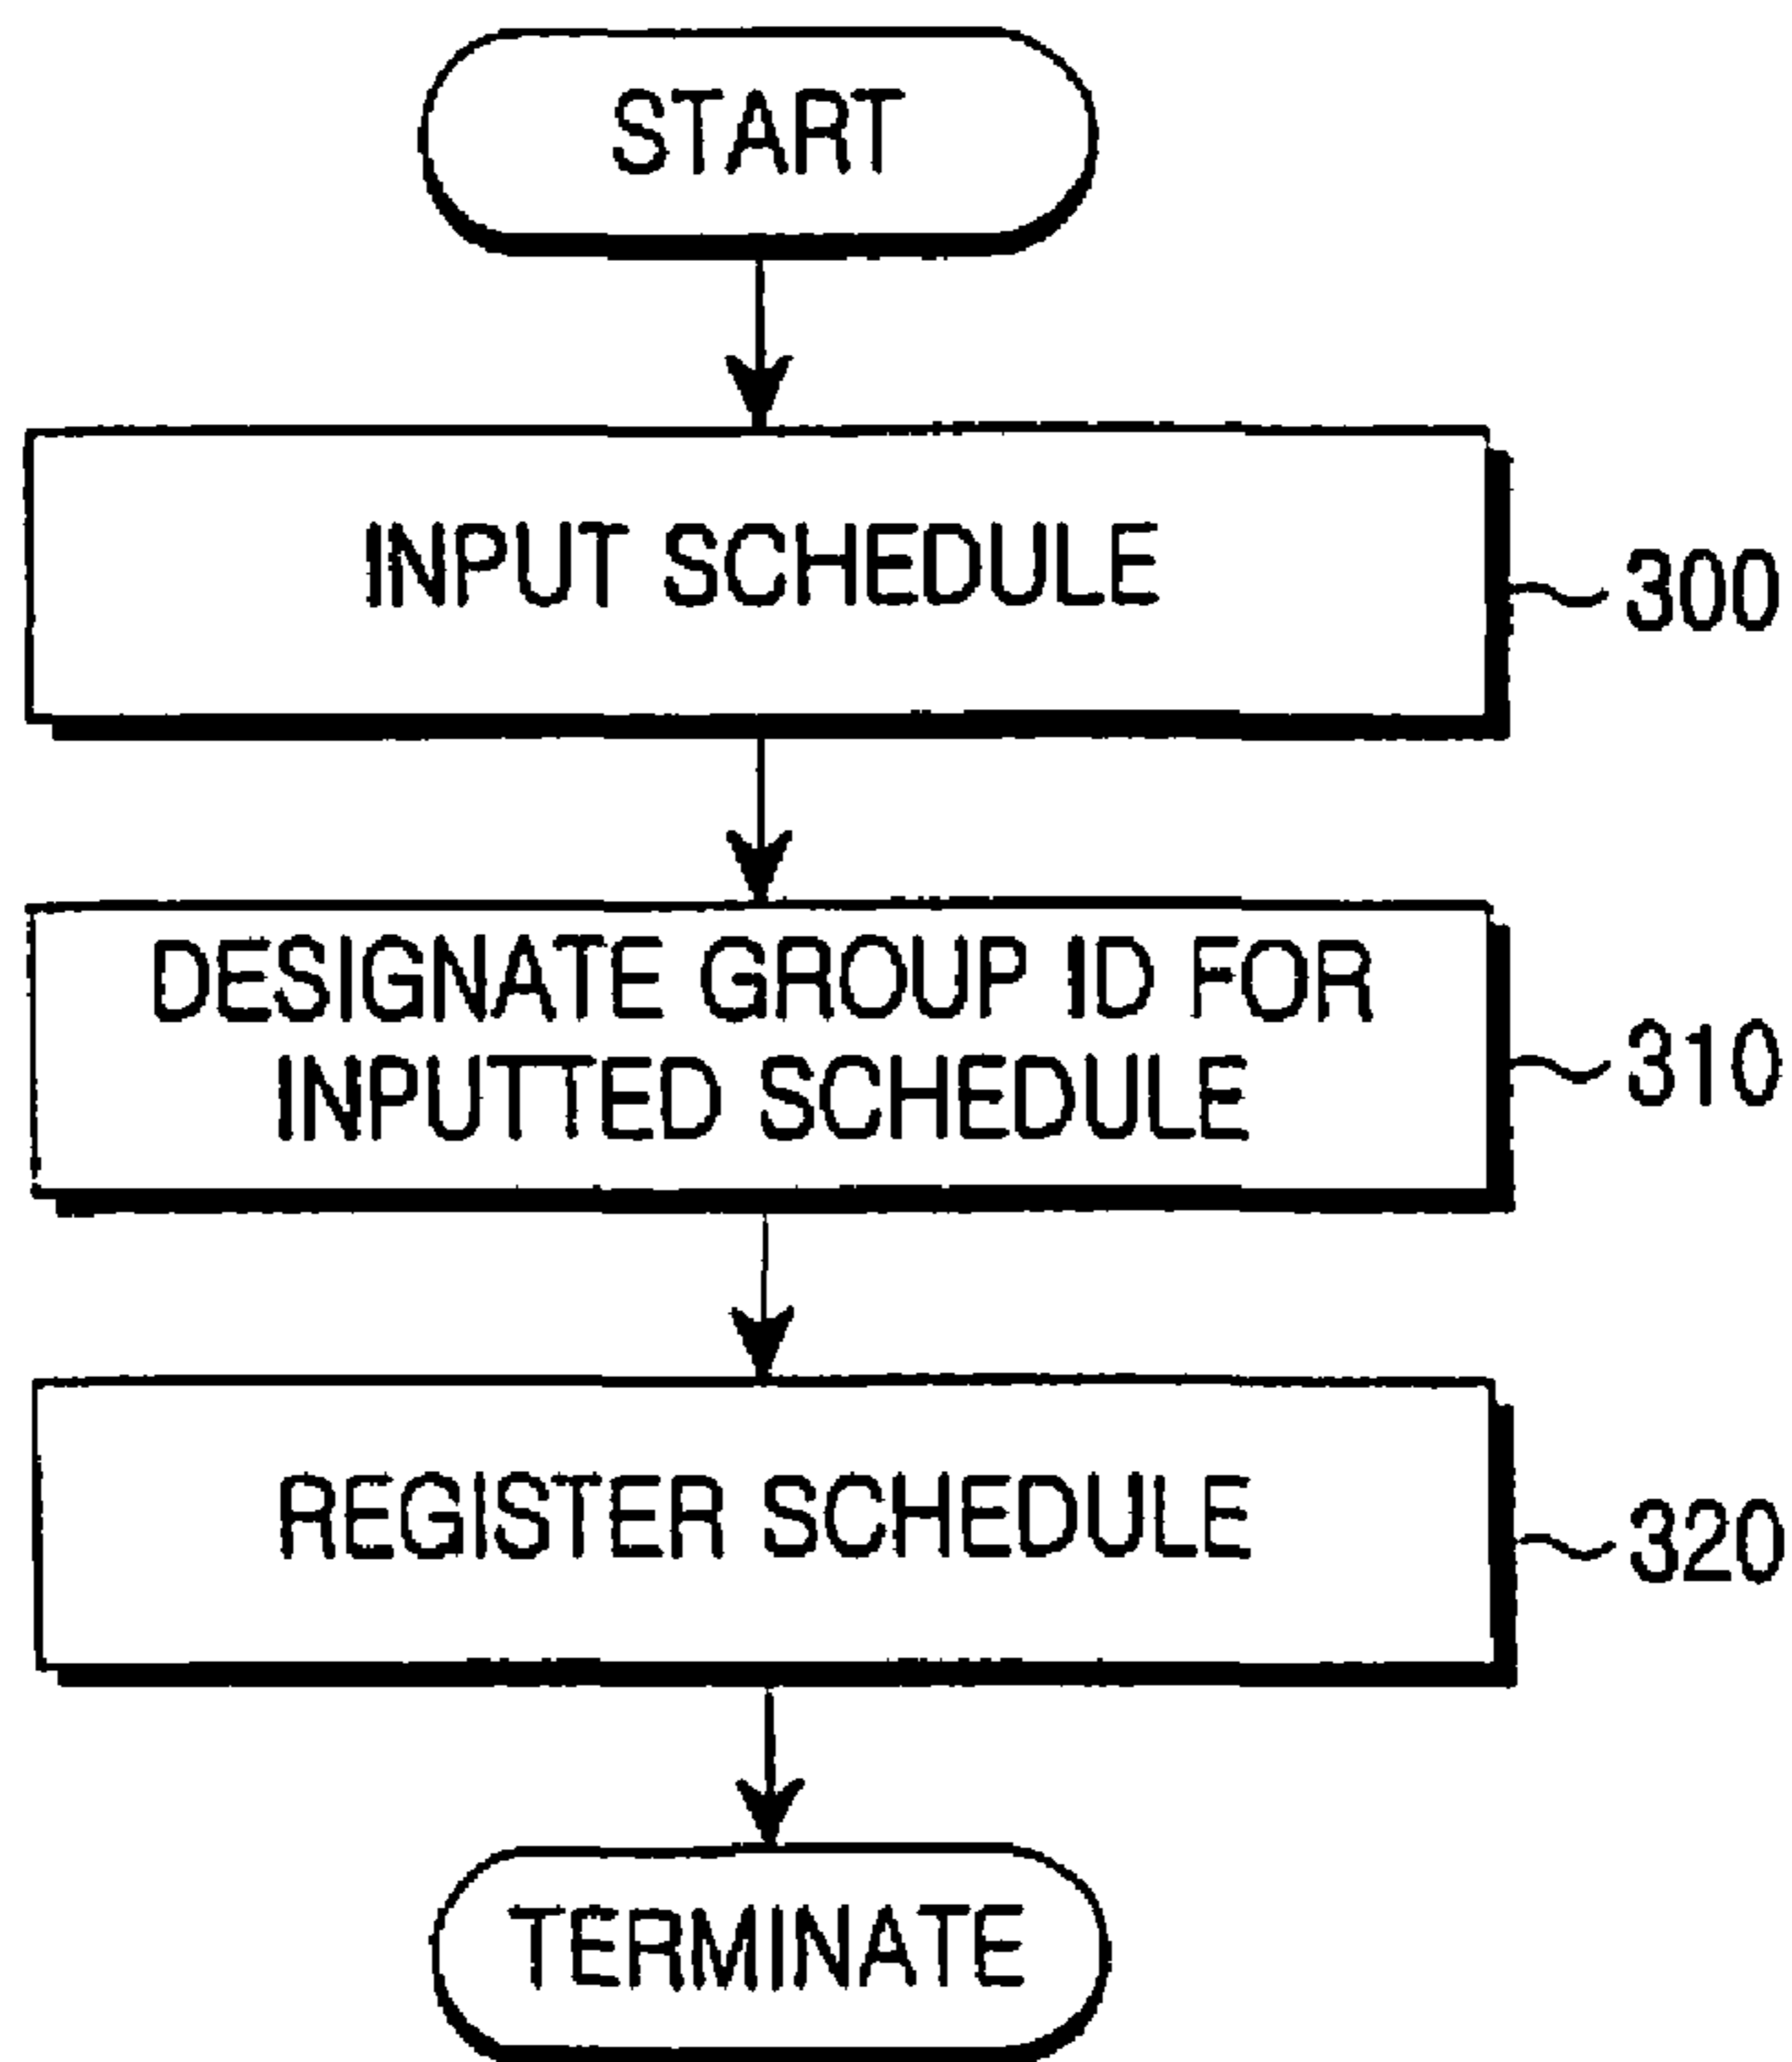 START
INPUT SCHEDULE
300
DESIGNATE GROUP ID FOR
INPUTTED SCHEDULE
310
REGISTER SCHEDULE
320
TERMINATE